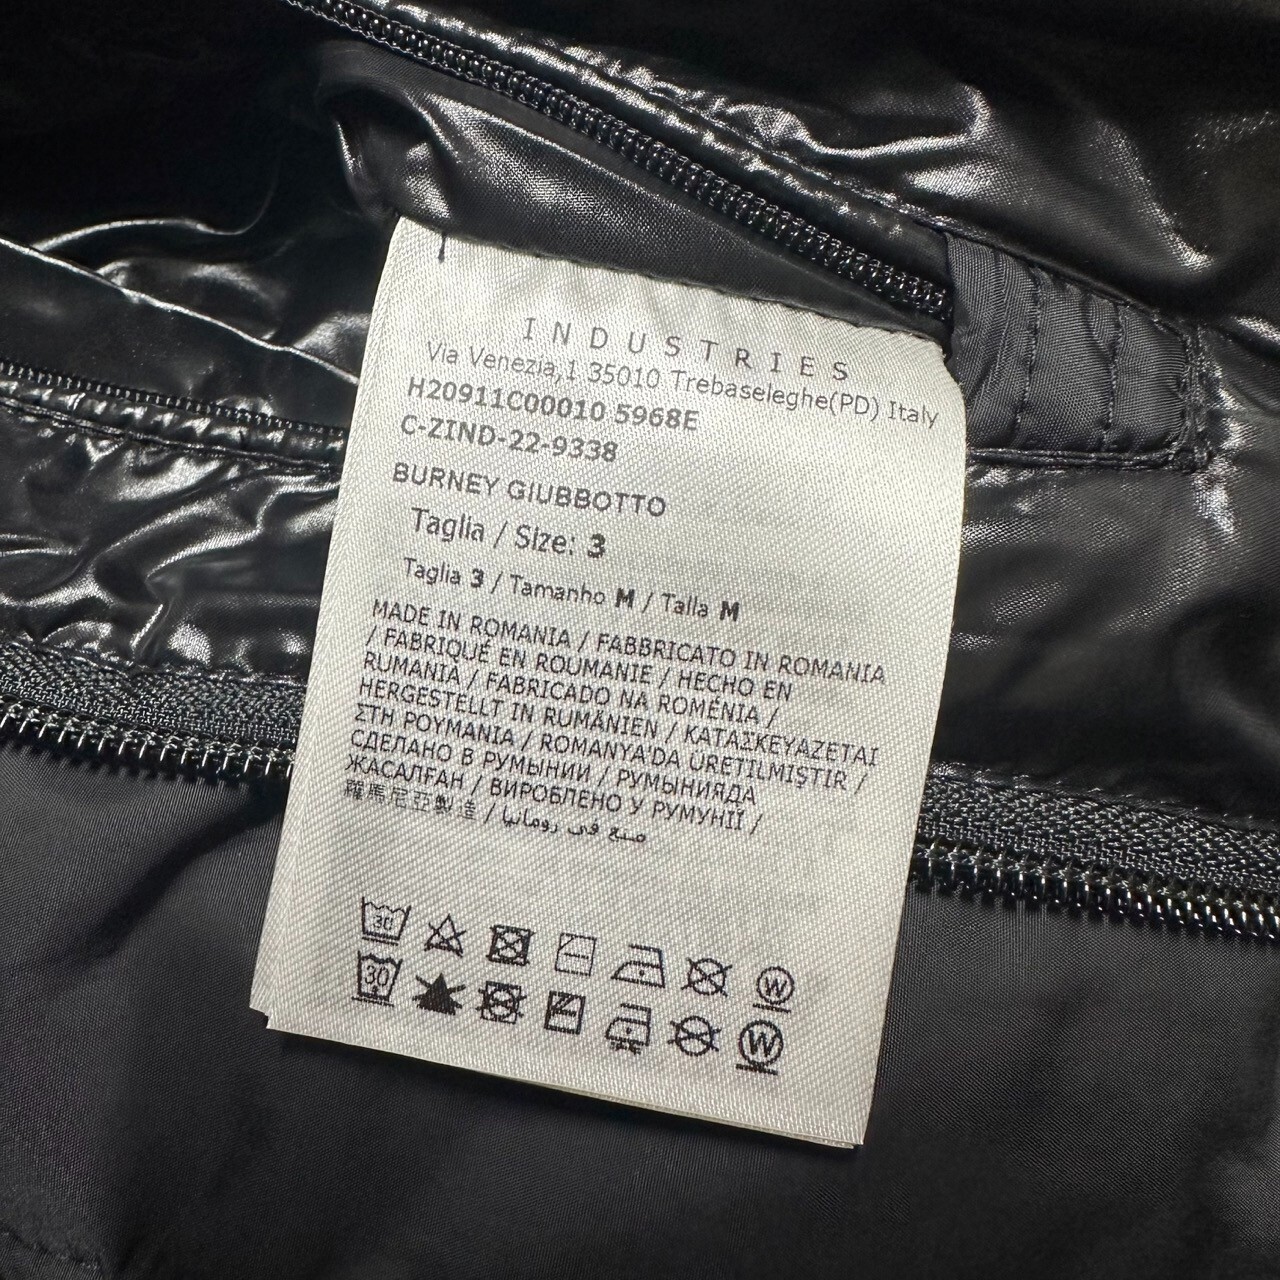 INDUSTRIES
Via Venezia,1 35010 Trebaseleghe(PD) Italy
H20911C00010 5968E
C-ZIND-22-9338
BURNEY GIUBBOTTO
Taglia / Size: 3
Taglia 3 / Tamanho M / Talla M
MADE IN ROMANIA / FABBRICATO IN ROMANIA
/ FABRIQUÉ EN ROUMANIE / HECHO EN
RUMANIA / FABRICADO NA ROMÉNIA /
HERGESTELLT IN RUMÄNIEN / ΚΑΤΑΣΚΕΥΑΖΕΤΑΙ
ΣΤΗ ΡΟΥΜΑΝΙΑ / ROMANYA'DA ÜRETILMIŞTIR /
СДЕЛАНО В РУМЫНИИ / РУМЫНИЯДА
ЖАСАЛҒАН / ВИРОБЛЕНО У РУМУНІЇ /
羅馬尼亞製造 / صنع في رومانيا
30 W
30 W